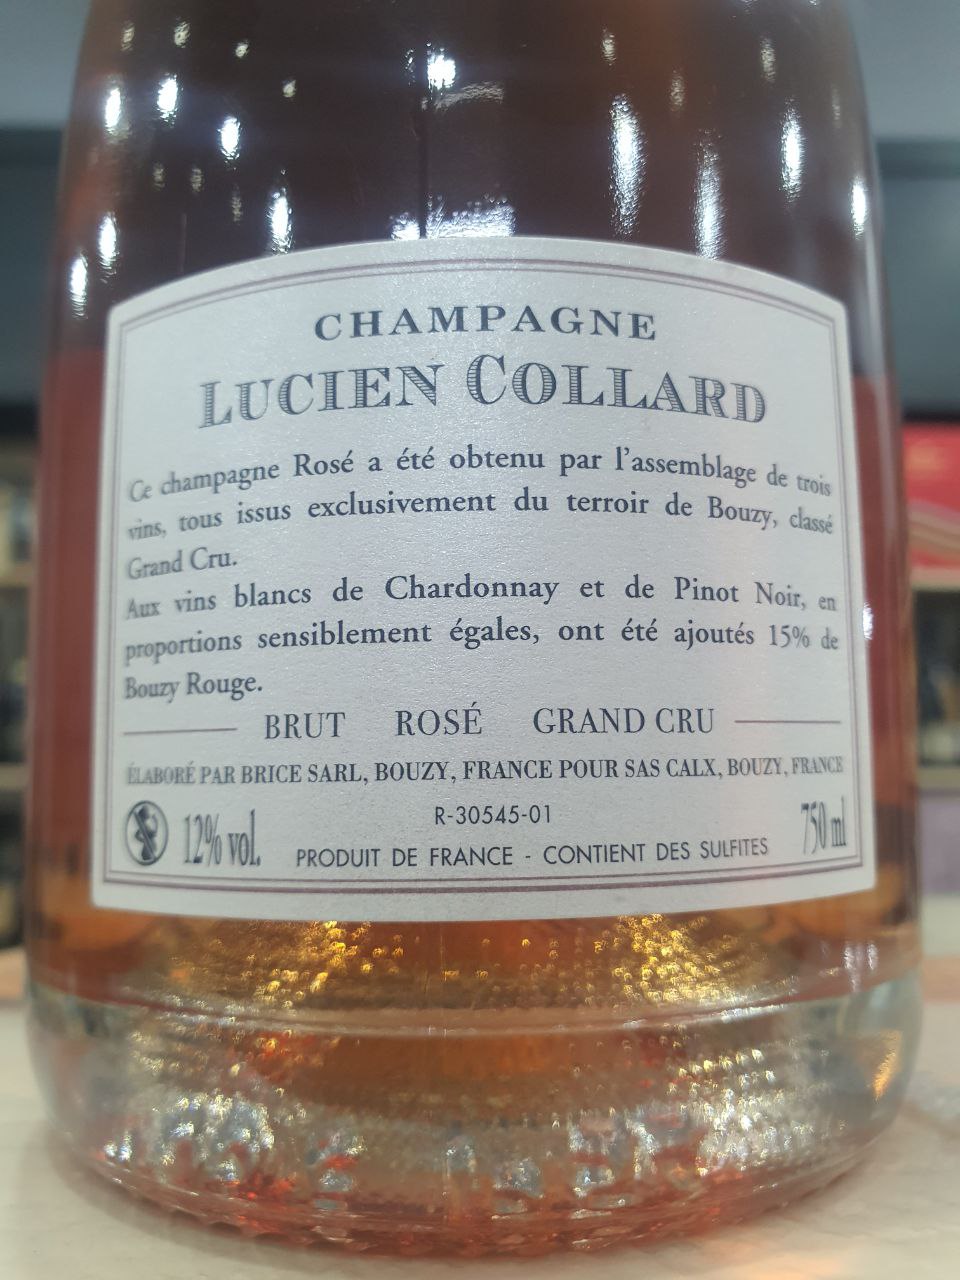 CHAMPAGNE
LUCIEN COLLARD
Ce champagne Rosé a été obtenu par l'assemblage de trois
vins, tous issus exclusivement du terroir de Bouzy, classé
Grand Cru.
Aux vins blancs de Chardonnay et de Pinot Noir, en
proportions sensiblement égales, ont été ajoutés 15% de
Bouzy Rouge.
BRUT ROSÉ GRAND CRU
ÉLABORÉ PAR BRICE SARL, BOUZY, FRANCE POUR SAS CALX, BOUZY, FRANCE
R-30545-01
12% vol. PRODUIT DE FRANCE - CONTIENT DES SULFITES 750 ml